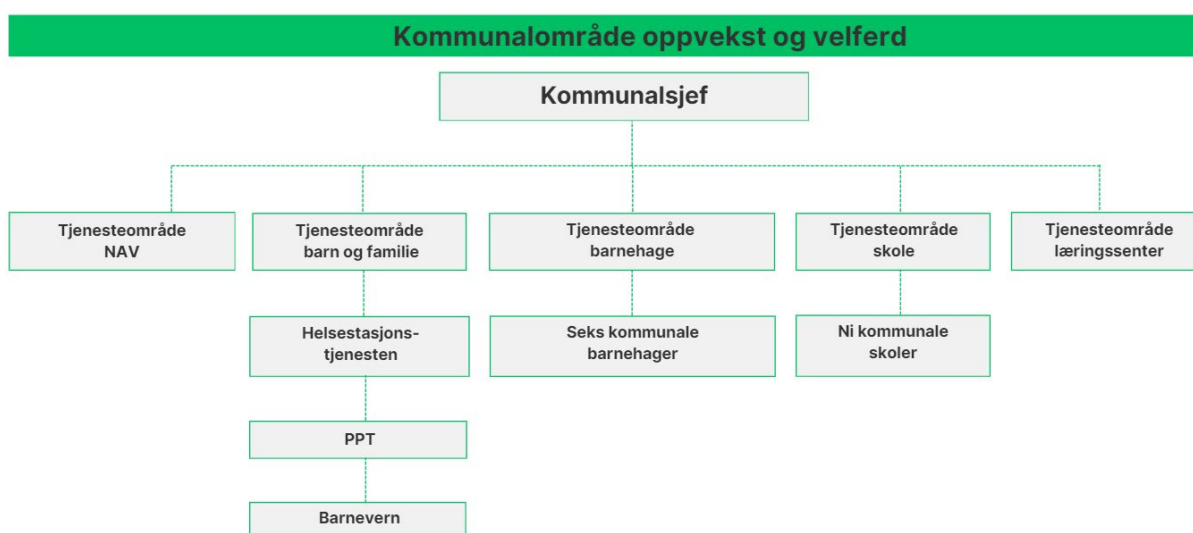 Kommunalområde oppvekst og velferd
Kommunalsjef
Tjenesteområde
NAV
Tjenesteområde
barn og familie
Tjenesteområde
barnehage
Tjenesteområde
skole
Tjenesteområde
læringssenter
Helsestasjons-
tjenesten
Seks kommunale
barnehager
Ni kommunale
skoler
PPT
Barnevern